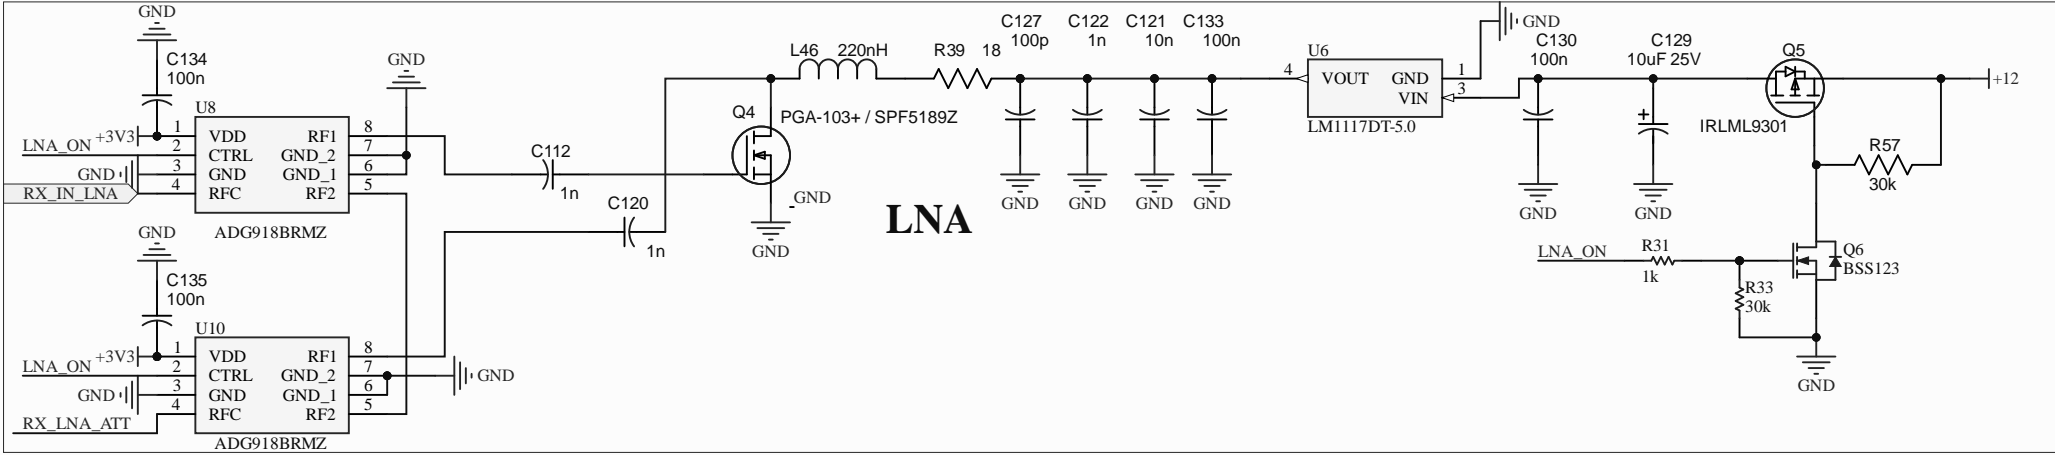 GND
C134
100n
U8
+3V3
LNA_ON
GND
RX_IN_LNA
1
2
3
4
VDD
CTRL
GND
RFC
RF1
GND_2
GND_1
RF2
8
7
6
5
ADG918BRMZ
GND
C112
1n
C120
1n
GND
C135
100n
U10
+3V3
LNA_ON
GND
RX_LNA_ATT
1
2
3
4
VDD
CTRL
GND
RFC
RF1
GND_2
GND_1
RF2
8
7
6
5
ADG918BRMZ
GND
L46 220nH
R39 18
Q4
PGA-103+ / SPF5189Z
GND
GND
LNA
C127
100p
GND
C122
1n
GND
C121
10n
GND
C133
100n
GND
U6
4
VOUT
GND
VIN
1
3
LM1117DT-5.0
GND
C130
100n
GND
C129
10uF 25V
+
GND
Q5
IRLML9301
+12
R57
30k
LNA_ON
R31
1k
R33
30k
Q6
BSS123
GND